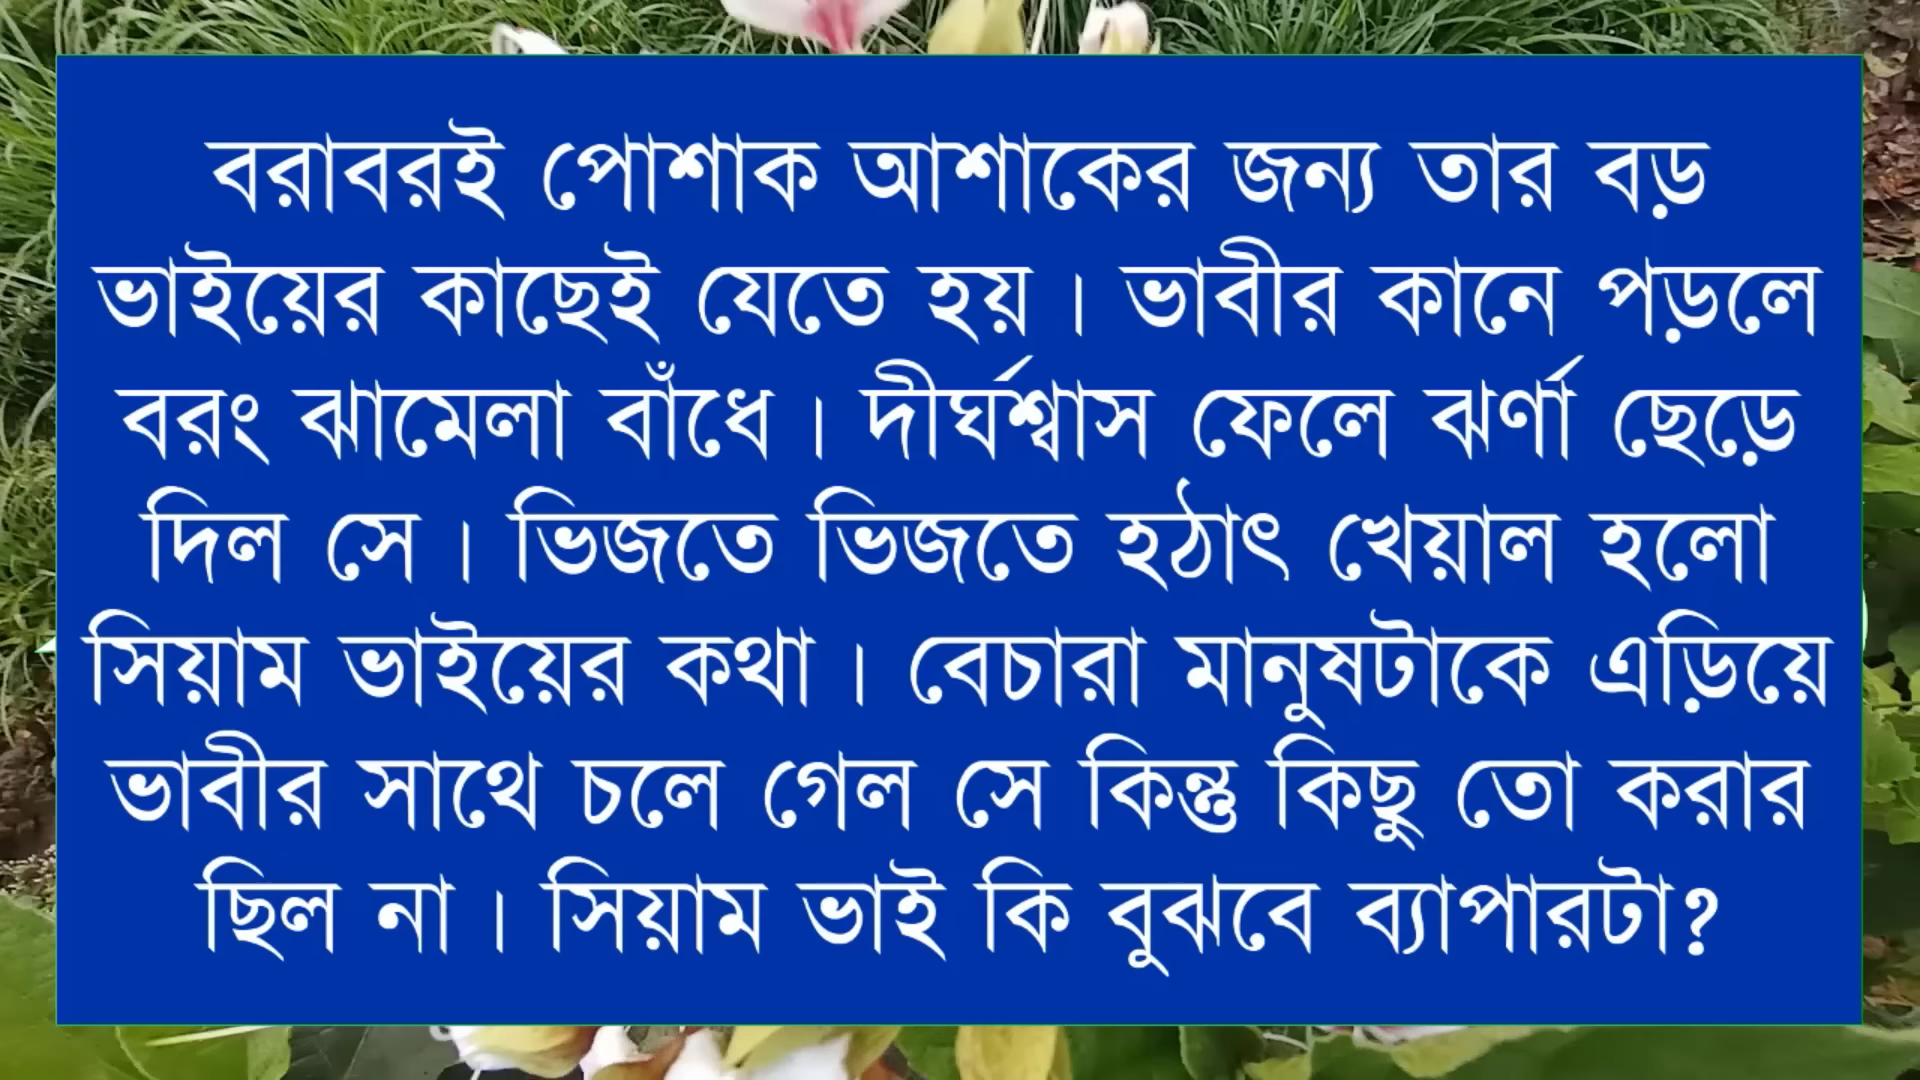 বরাবরই পোশাক আশাকের জন্য তার বড়
ভাইয়ের কাছেই যেতে হয়। ভাবীর কানে পড়লে
বরং ঝামেলা বাঁধে। দীর্ঘশ্বাস ফেলে ঝর্ণা ছেড়ে
দিল সে। ভিজতে ভিজতে হঠাৎ খেয়াল হলো
সিয়াম ভাইয়ের কথা। বেচারা মানুষটাকে এড়িয়ে
ভাবীর সাথে চলে গেল সে কিন্তু কিছু তো করার
ছিল না। সিয়াম ভাই কি বুঝবে ব্যাপারটা?